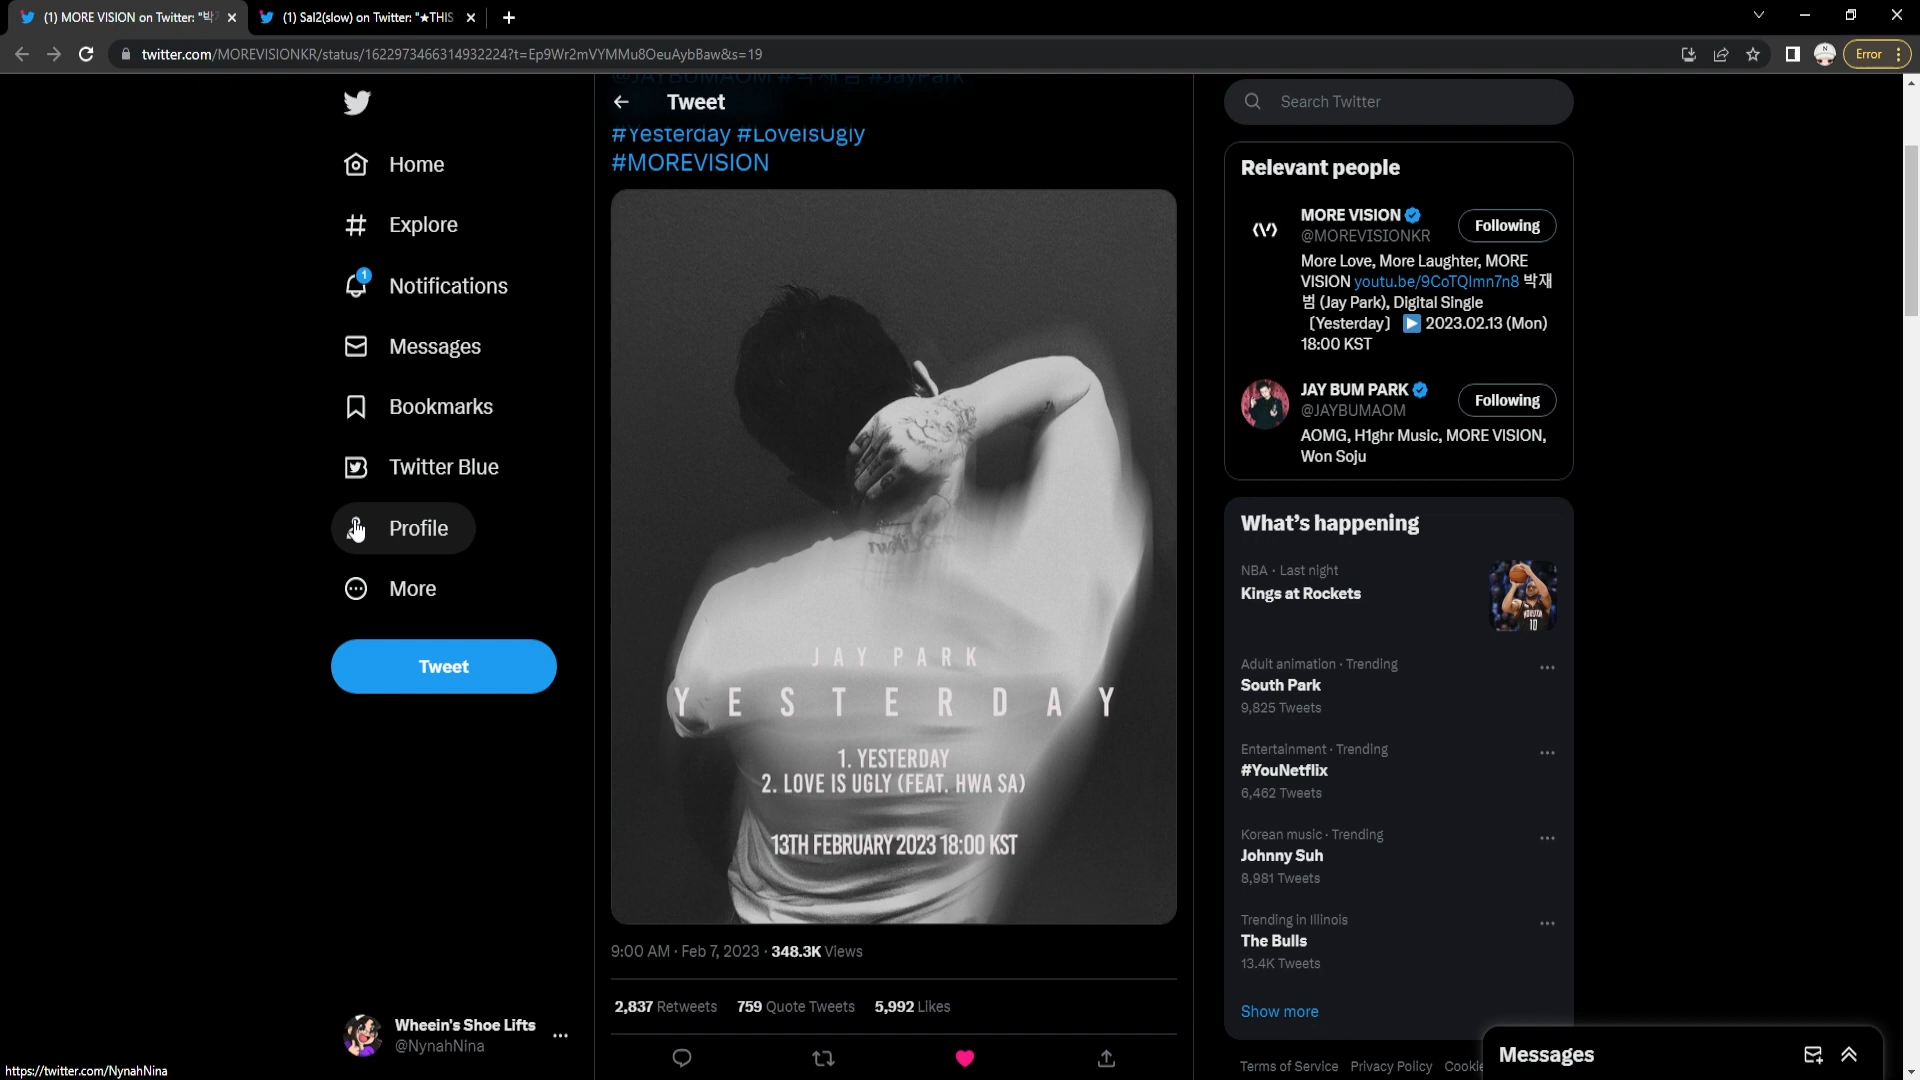 (1) MORE VISION on Twitter: "박
(1) Sal2(slow) on Twitter: "★THIS
twitter.com/MOREVISIONKR/status/1622973466314932224?t=Ep9Wr2mVYMMu8OeuAybBaw&s=19
Error
Home
Explore
1
Notifications
Messages
Bookmarks
Twitter Blue
Profile
More
Tweet
Wheein's Shoe Lifts
@NynahNina
https://twitter.com/NynahNina
@JAYBUMAOM #박재범 #JayPark
Tweet
#Yesterday #LoveIsUgly
#MOREVISION
JAY PARK
YESTERDAY
1. YESTERDAY
2. LOVE IS UGLY (FEAT. HWA SA)
13TH FEBRUARY 2023 18:00 KST
9:00 AM · Feb 7, 2023 · 348.3K Views
2,837 Retweets 759 Quote Tweets 5,992 Likes
Search Twitter
Relevant people
MORE VISION
@MOREVISIONKR
Following
More Love, More Laughter, MORE
VISION youtu.be/9CoTQImn7n8 박재
범 (Jay Park), Digital Single
〔Yesterday〕 ▶ 2023.02.13 (Mon)
18:00 KST
JAY BUM PARK
@JAYBUMAOM
Following
AOMG, H1ghr Music, MORE VISION,
Won Soju
What's happening
NBA · Last night
Kings at Rockets
Adult animation · Trending
South Park
9,825 Tweets
Entertainment · Trending
#YouNetflix
6,462 Tweets
Korean music · Trending
Johnny Suh
8,981 Tweets
Trending in Illinois
The Bulls
13.4K Tweets
Show more
Terms of Service Privacy Policy Cookie
Messages